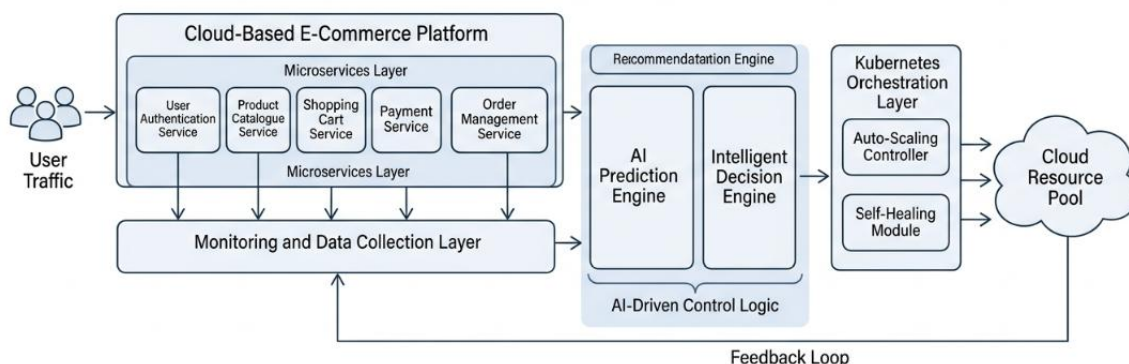 Cloud-Based E-Commerce Platform
Microservices Layer
User
Authentication
Service
Product
Catalogue
Service
Shopping
Cart
Service
Payment
Service
Order
Management
Service
Microservices Layer
User
Traffic
Monitoring and Data Collection Layer
Recommendatation Engine
AI
Prediction
Engine
Intelligent
Decision
Engine
AI-Driven Control Logic
Kubernetes
Orchestration
Layer
Auto-Scaling
Controller
Self-Healing
Module
Cloud
Resource
Pool
Feedback Loop